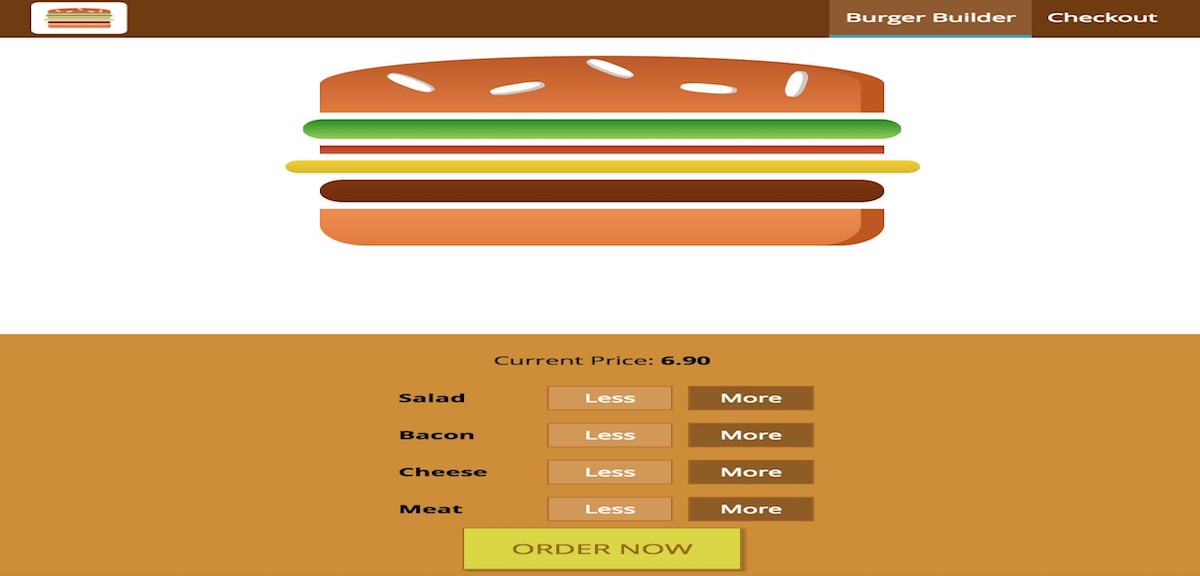 Burger Builder Checkout
Current Price: 6.90
Salad Less More
Bacon Less More
Cheese Less More
Meat Less More
ORDER NOW